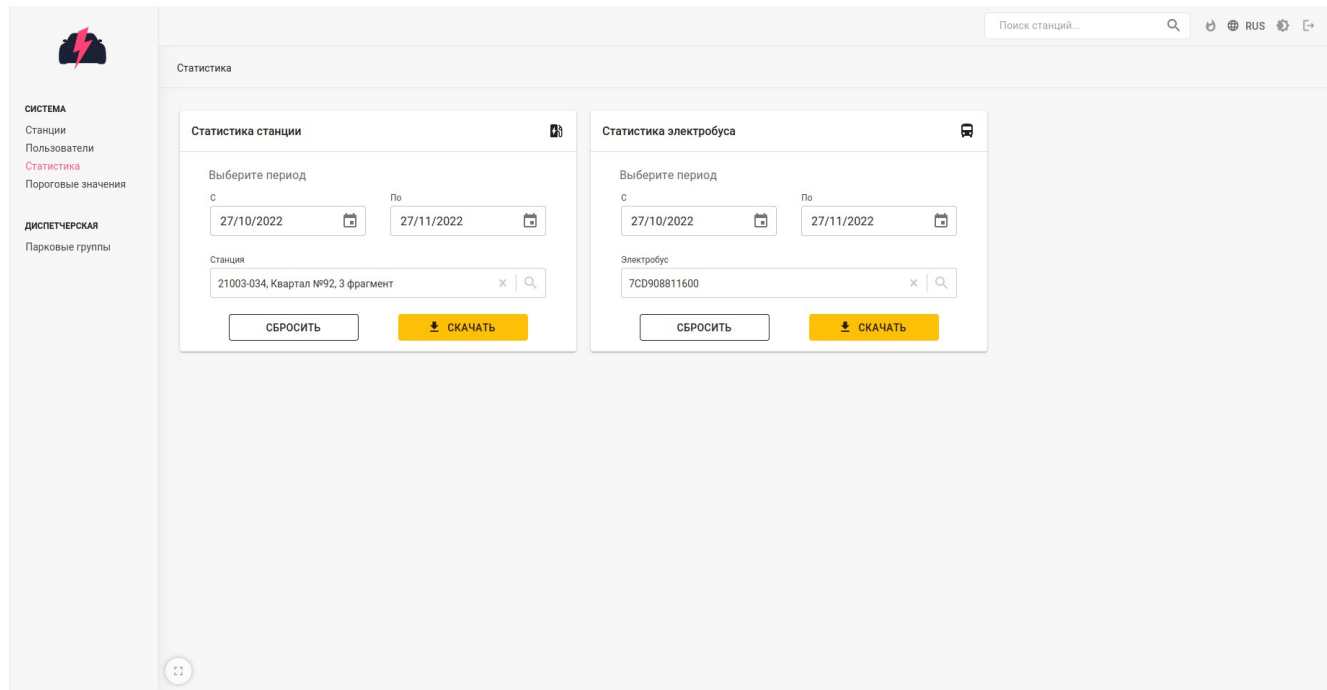 Поиск станций...
RUS
Статистика
СИСТЕМА
Станции
Пользователи
Статистика
Пороговые значения
ДИСПЕТЧЕРСКАЯ
Парковые группы
Статистика станции
Выберите период
С
По
27/10/2022
27/11/2022
Станция
21003-034, Квартал №92, 3 фрагмент
СБРОСИТЬ
СКАЧАТЬ
Статистика электробуса
Выберите период
С
По
27/10/2022
27/11/2022
Электробус
7CD908811600
СБРОСИТЬ
СКАЧАТЬ